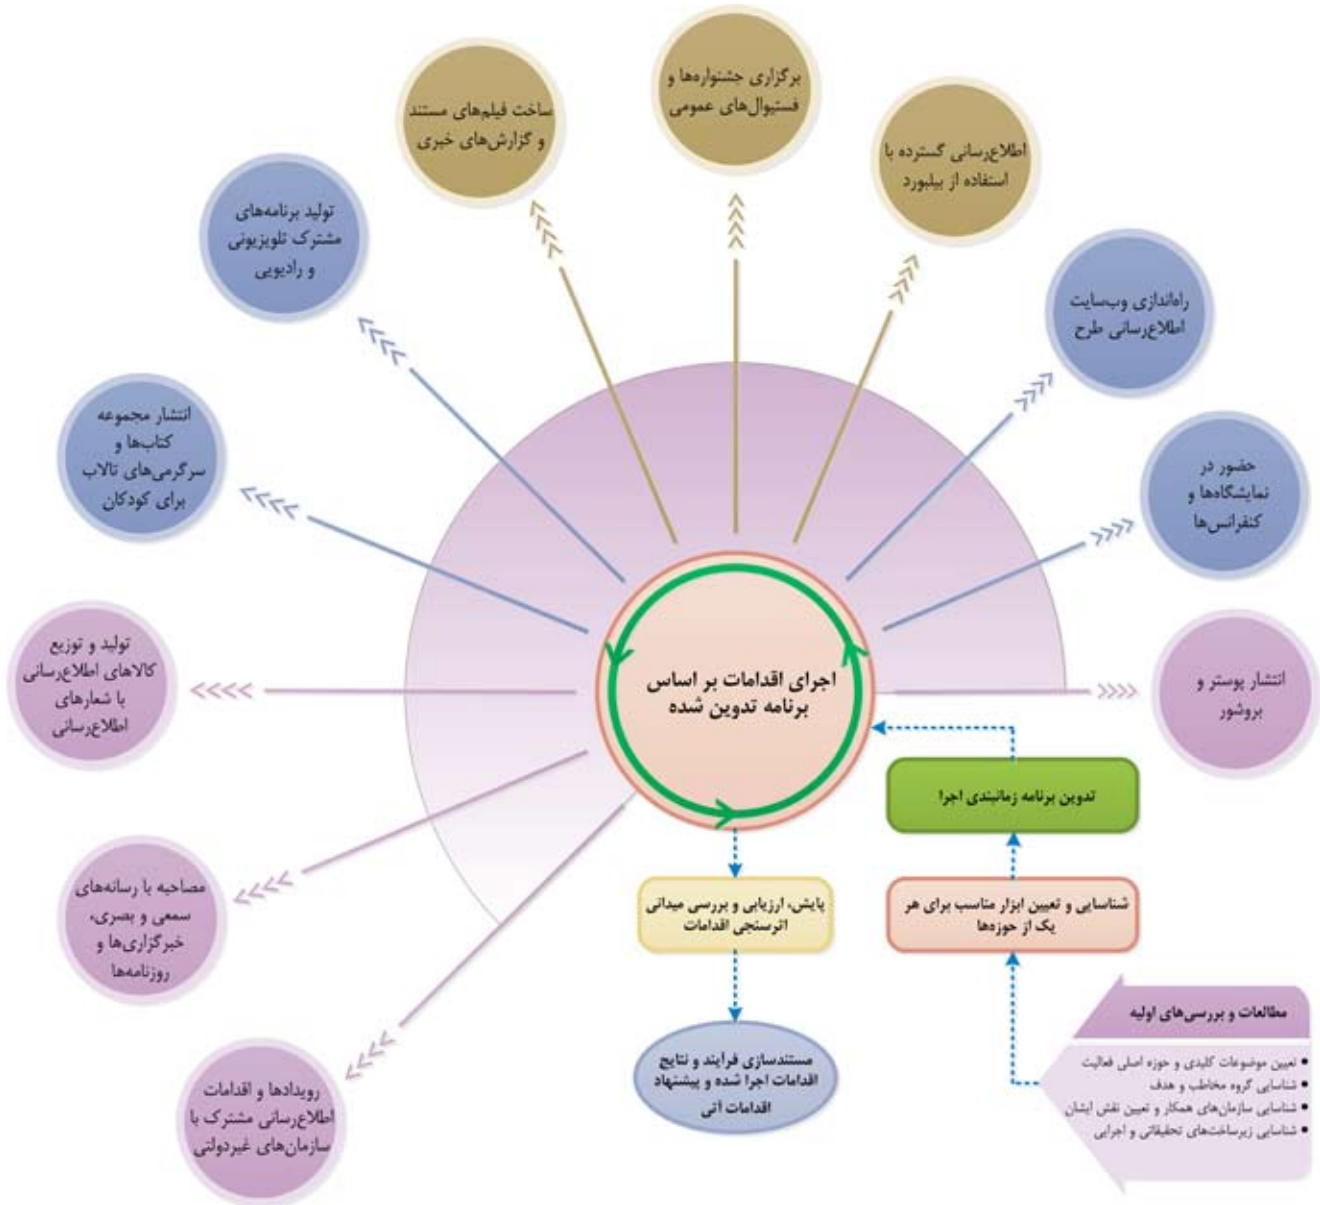 برگزاری جشنواره‌ها و
فستیوال‌های عمومی
ساخت فیلم‌های مستند
و گزارش‌های خبری
اطلاع‌رسانی گسترده با
استفاده از بیلبورد
تولید برنامه‌های
مشترک تلویزیونی
و رادیویی
راه‌اندازی وب‌سایت
اطلاع‌رسانی طرح
انتشار مجموعه
کتاب‌ها و
سرگرمی‌های تالاب
برای کودکان
حضور در
نمایشگاه‌ها و
کنفرانس‌ها
تولید و توزیع
کالاهای اطلاع‌رسانی
با شعارهای
اطلاع‌رسانی
انتشار پوستر و
بروشور
مصاحبه با رسانه‌های
سمعی و بصری،
خبرگزاری‌ها و
روزنامه‌ها
رویدادها و اقدامات
اطلاع‌رسانی مشترک با
سازمان‌های غیردولتی
اجرای اقدامات بر اساس
برنامه تدوین شده
تدوین برنامه زمانبندی اجرا
شناسایی و تعیین ابزار مناسب برای هر
یک از حوزه‌ها
پایش، ارزیابی و بررسی میدانی
اثرسنجی اقدامات
مستندسازی فرآیند و نتایج
اقدامات اجرا شده و پیشنهاد
اقدامات آتی
مطالعات و بررسی‌های اولیه
• تعیین موضوعات کلیدی و حوزه اصلی فعالیت
• شناسایی گروه مخاطب و هدف
• شناسایی سازمان‌های همکار و تعیین نقش ایشان
• شناسایی زیرساخت‌های تحقیقاتی و اجرایی